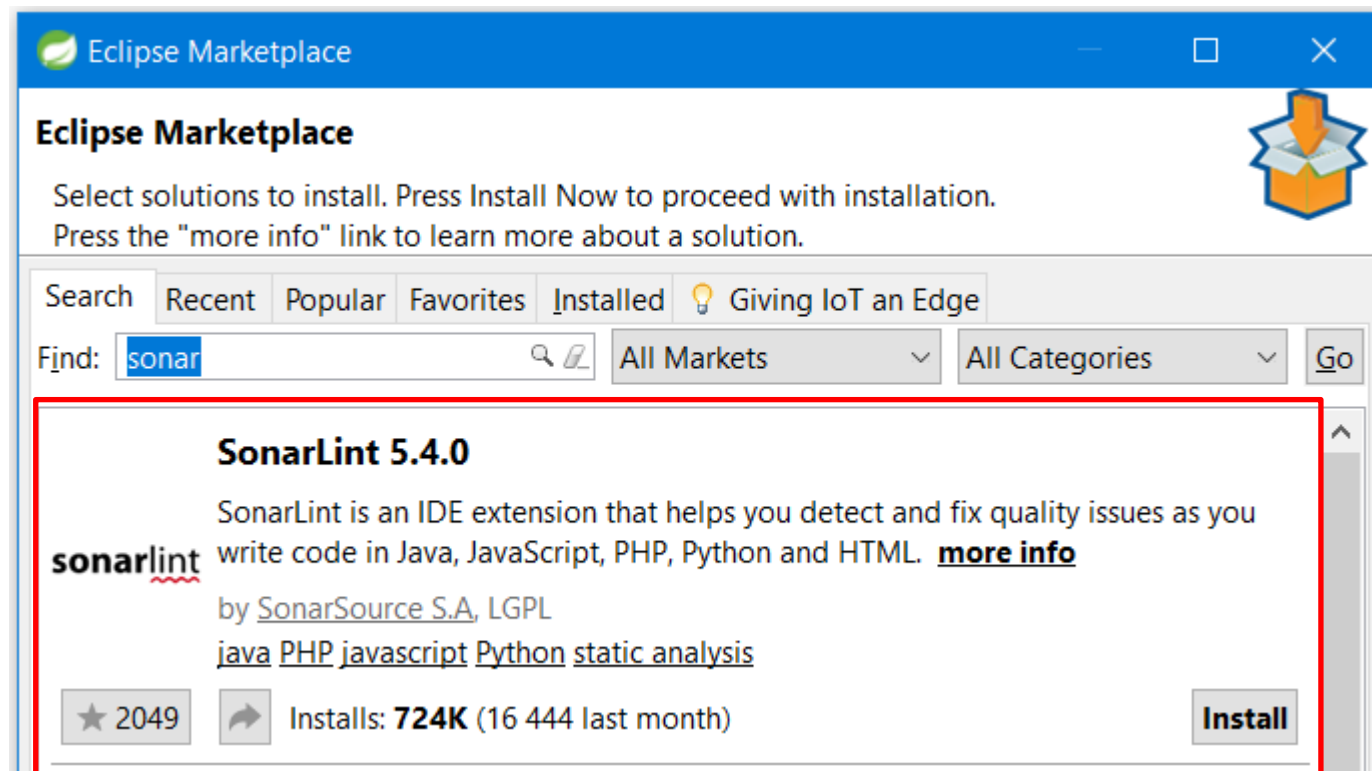 Eclipse Marketplace
Eclipse Marketplace
Select solutions to install. Press Install Now to proceed with installation.
Press the "more info" link to learn more about a solution.
Search Recent Popular Favorites Installed Giving IoT an Edge
Find: sonar All Markets All Categories Go
SonarLint 5.4.0
SonarLint is an IDE extension that helps you detect and fix quality issues as you
sonarlint write code in Java, JavaScript, PHP, Python and HTML. more info
by SonarSource S.A, LGPL
java PHP javascript Python static analysis
2049 Installs: 724K (16 444 last month) Install